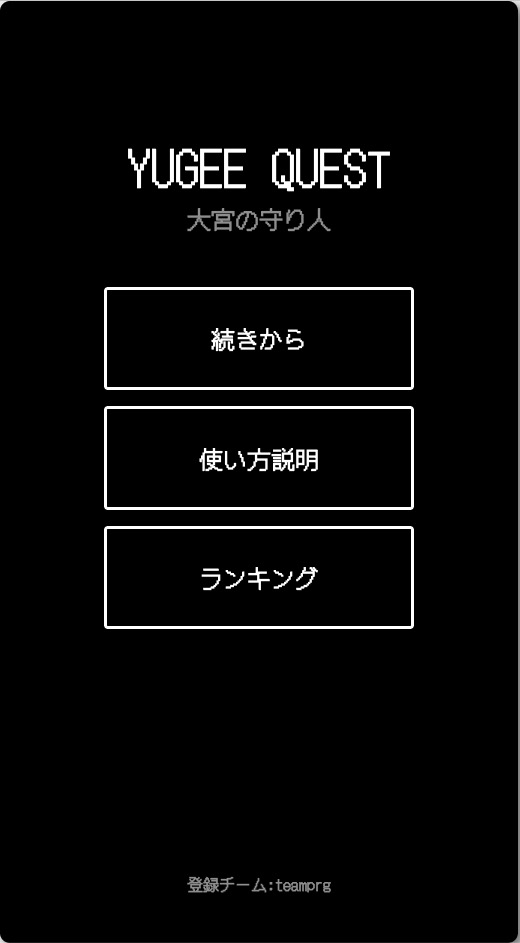 YUGEE QUEST
大宮の守り人
続きから
使い方説明
ランキング
登録チーム:teamprg